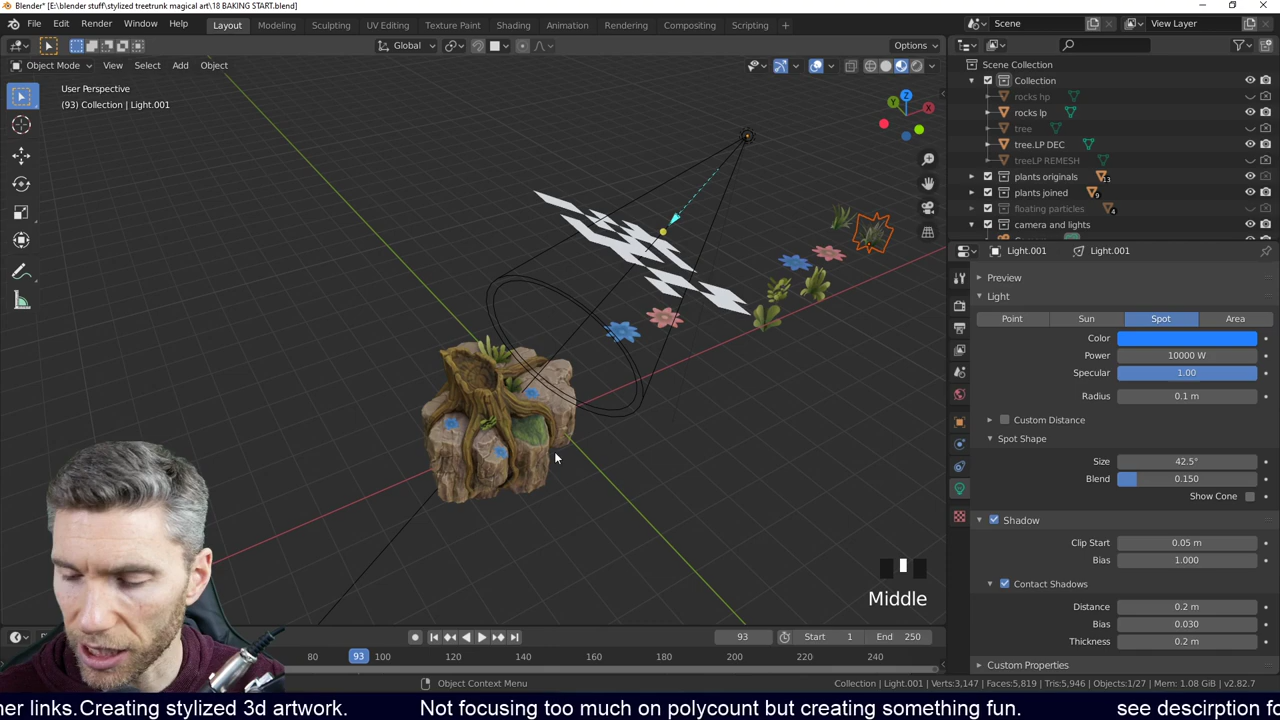 Blender* [E:\blender stuff\stylized treetrunk magical art\18 BAKING START.blend]
File Edit Render Window Help
Layout Modeling Sculpting UV Editing Texture Paint Shading Animation Rendering Compositing Scripting +
Scene View Layer
Global Options
Object Mode View Select Add Object
User Perspective
(93) Collection | Light.001
Z
Y
X
Scene Collection
Collection
rocks hp
rocks lp
tree
tree.LP DEC
treeLP REMESH
plants originals 13
plants joined 9
floating particles 4
camera and lights
Light.001 Light.001
Preview
Light
Point Sun Spot Area
Color
Power 10000 W
Specular 1.00
Radius 0.1 m
Custom Distance
Spot Shape
Size 42.5°
Blend 0.150
Show Cone
Shadow
Clip Start 0.05 m
Bias 1.000
Contact Shadows
Distance 0.2 m
Bias 0.030
Thickness 0.2 m
Custom Properties
Middle
93 Start 1 End 250
80 93 100 120 140 160 180 200 220 240
Object Context Menu
Collection | Light.001 | Verts:3,147 | Faces:5,819 | Tris:5,946 | Objects:1/27 | Mem: 1.08 GiB | v2.82.7
her links.Creating stylized 3d artwork. Not focusing too much on polycount but creating something fun. see desciprtion fo